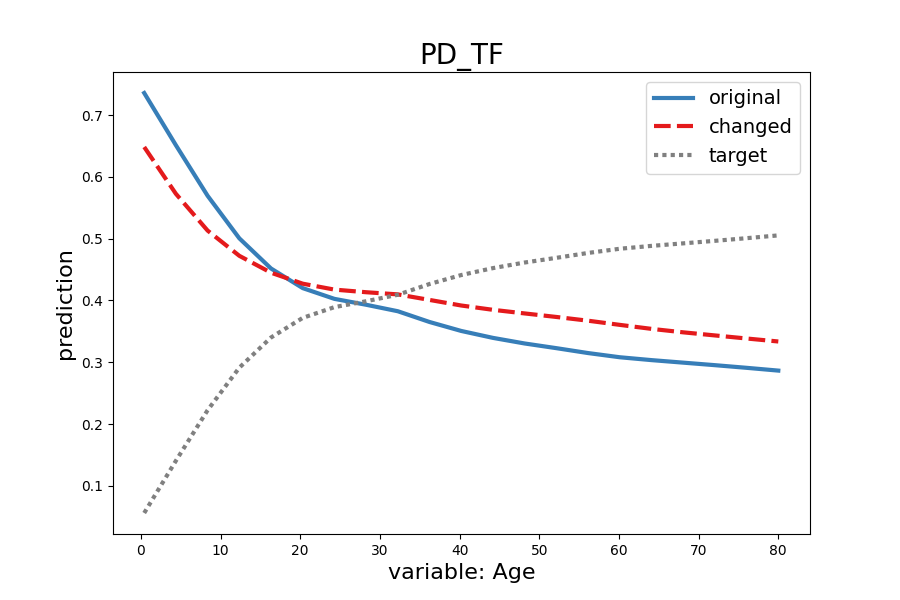 PD_TF
original
changed
target
prediction
0.7
0.6
0.5
0.4
0.3
0.2
0.1
0 10 20 30 40 50 60 70 80
variable: Age